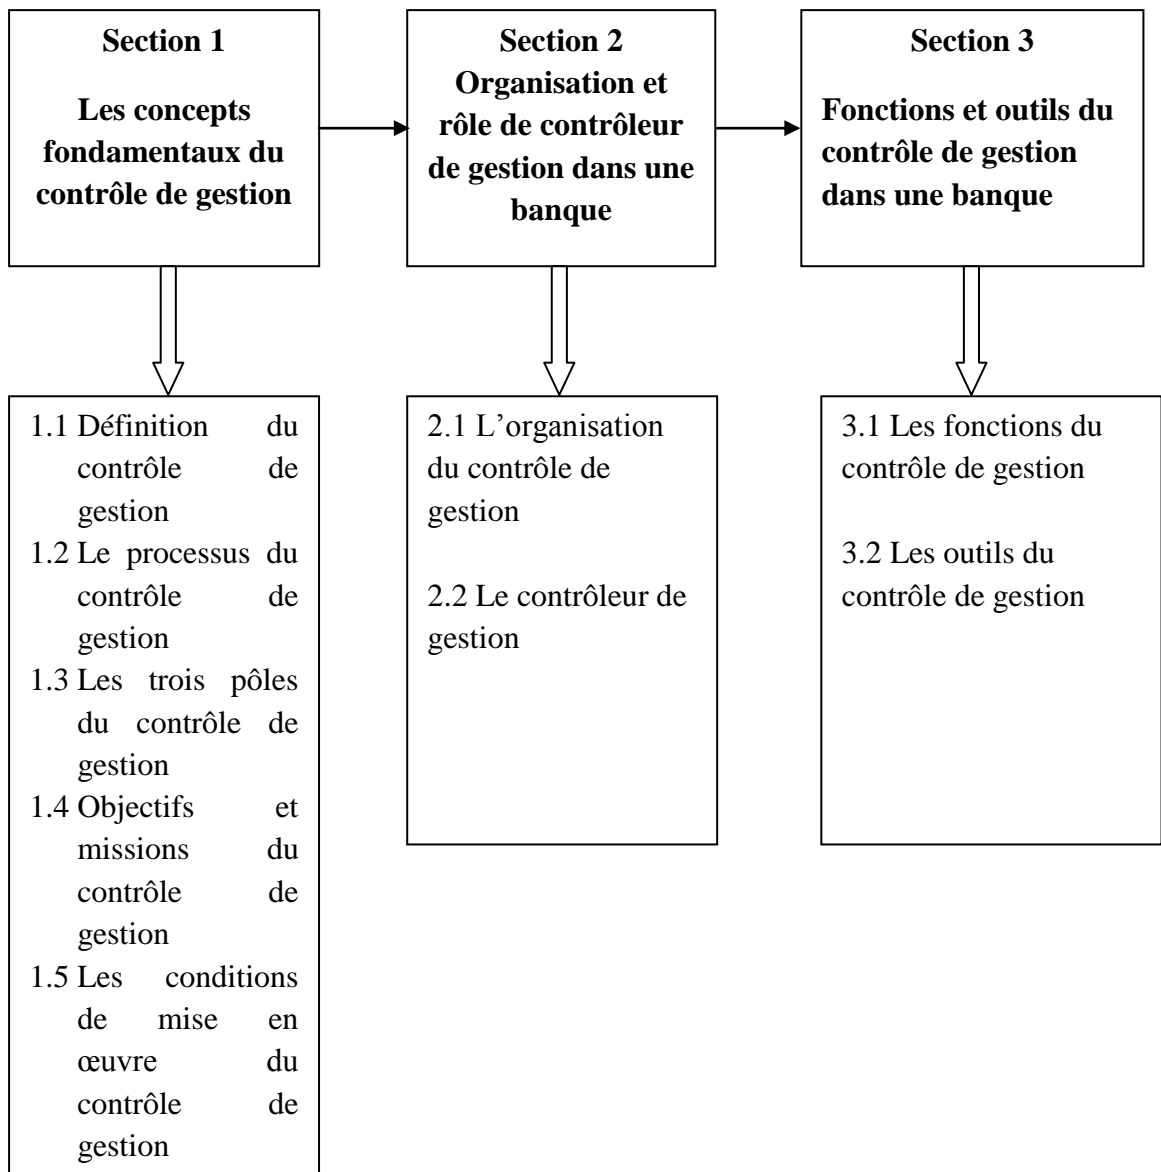 Section 1
Les concepts
fondamentaux du
contrôle de gestion
Section 2
Organisation et
rôle de contrôleur
de gestion dans une
banque
Section 3
Fonctions et outils du
contrôle de gestion
dans une banque
1.1 Définition du
contrôle de
gestion
1.2 Le processus du
contrôle de
gestion
1.3 Les trois pôles
du contrôle de
gestion
1.4 Objectifs et
missions du
contrôle de
gestion
1.5 Les conditions
de mise en
œuvre du
contrôle de
gestion
2.1 L’organisation
du contrôle de
gestion
2.2 Le contrôleur de
gestion
3.1 Les fonctions du
contrôle de gestion
3.2 Les outils du
contrôle de gestion